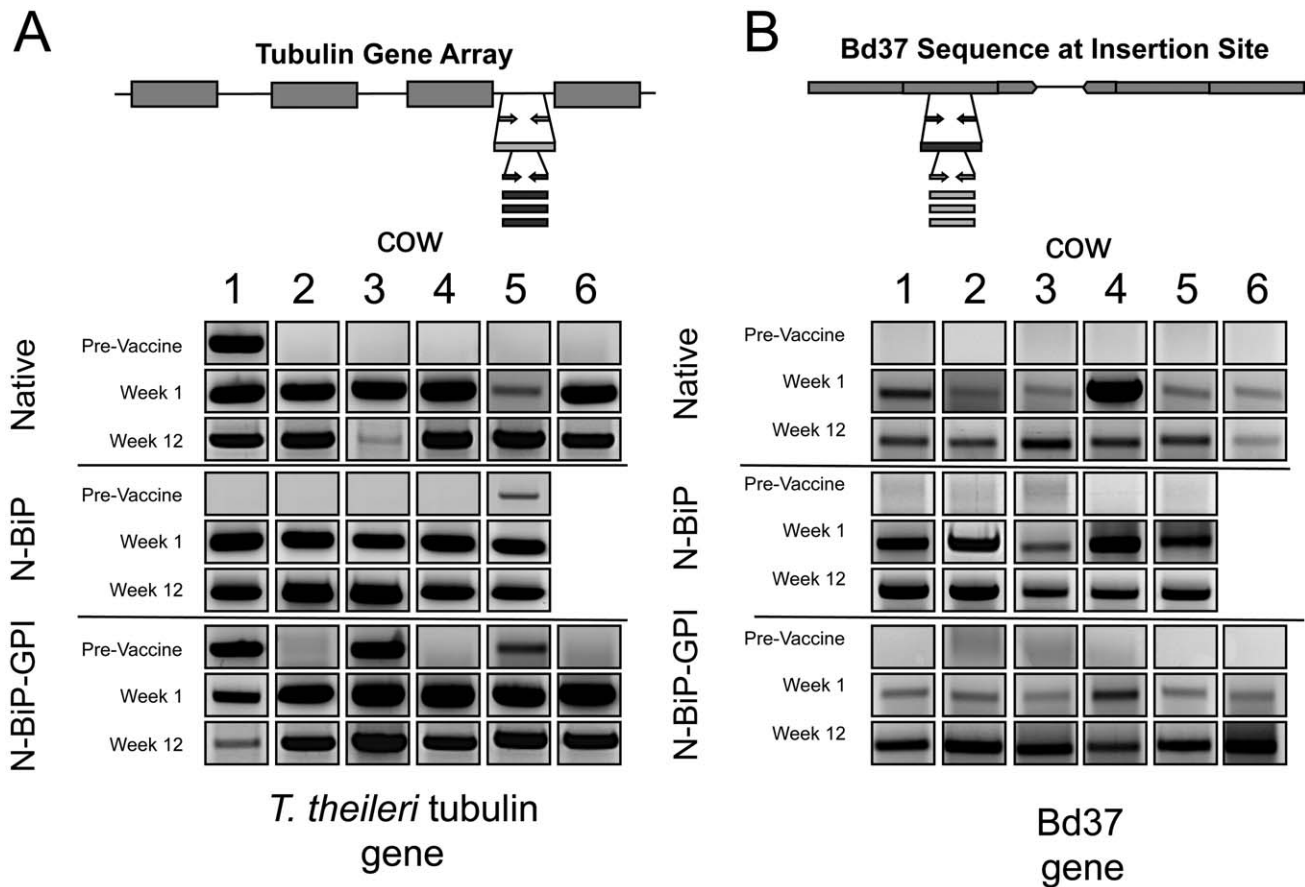 A
Tubulin Gene Array
COW
1 2 3 4 5 6
Native
Pre-Vaccine
Week 1
Week 12
N-BiP
Pre-Vaccine
Week 1
Week 12
N-BiP-GPI
Pre-Vaccine
Week 1
Week 12
T. theileri tubulin
gene
B
Bd37 Sequence at Insertion Site
COW
1 2 3 4 5 6
Native
Pre-Vaccine
Week 1
Week 12
N-BiP
Pre-Vaccine
Week 1
Week 12
N-BiP-GPI
Pre-Vaccine
Week 1
Week 12
Bd37
gene